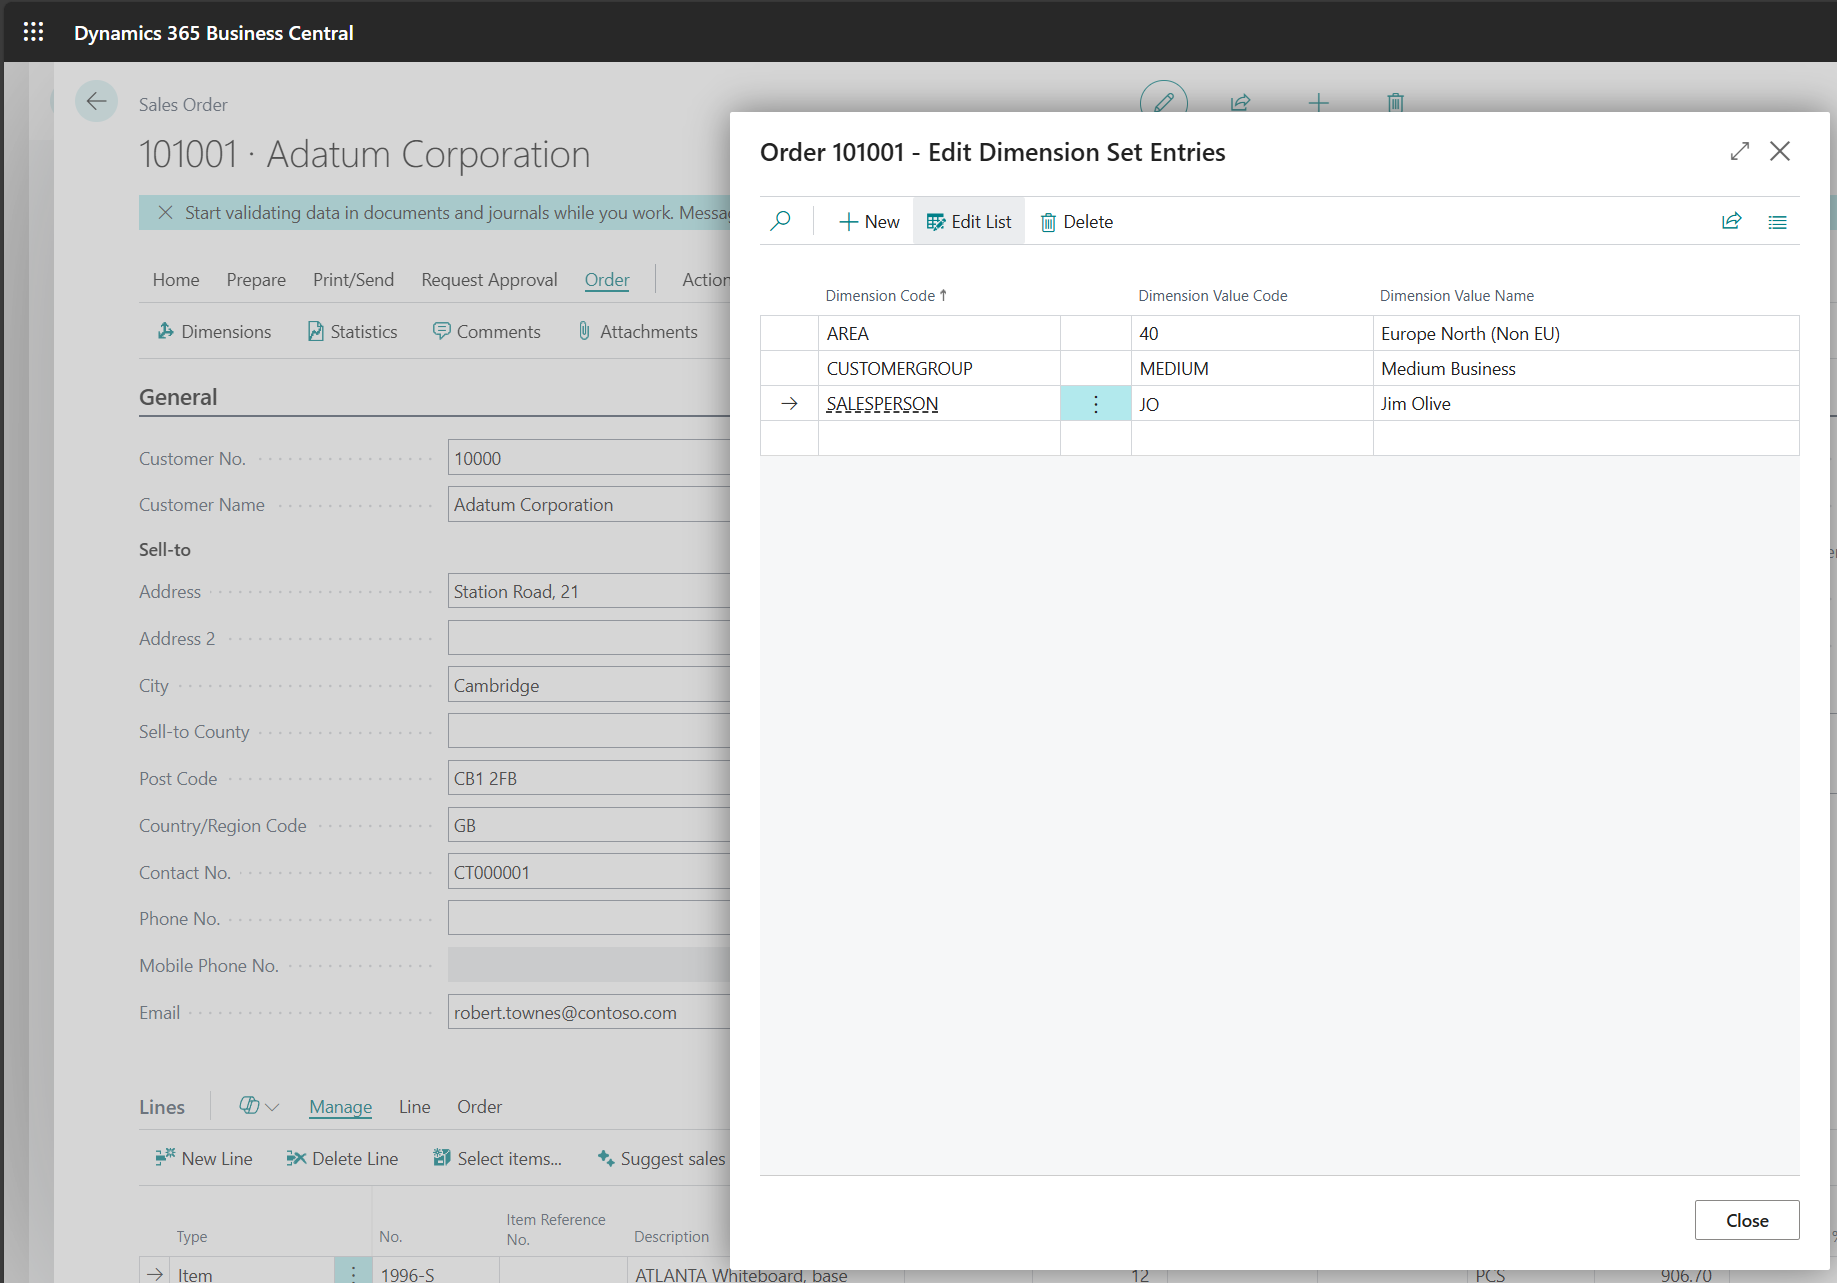 Dynamics 365 Business Central
Sales Order
101001 · Adatum Corporation
Start validating data in documents and journals while you work.
Home Prepare Print/Send Request Approval Order
Dimensions Statistics Comments Attachments
General
Customer No. 10000
Customer Name Adatum Corporation
Sell-to
Address Station Road, 21
Address 2
City Cambridge
Sell-to County
Post Code CB1 2FB
Country/Region Code GB
Contact No. CT000001
Phone No.
Mobile Phone No.
Email robert.townes@contoso.com
Lines Manage Line Order
New Line Delete Line Select items... Suggest sales
Type No. Item Reference No. Description
Item 1996-S ATLANTA Whiteboard, base 12 PCS 906.70
Order 101001 - Edit Dimension Set Entries
New Edit List Delete
Dimension Code ↑ Dimension Value Code Dimension Value Name
AREA 40 Europe North (Non EU)
CUSTOMERGROUP MEDIUM Medium Business
SALESPERSON JO Jim Olive
Close